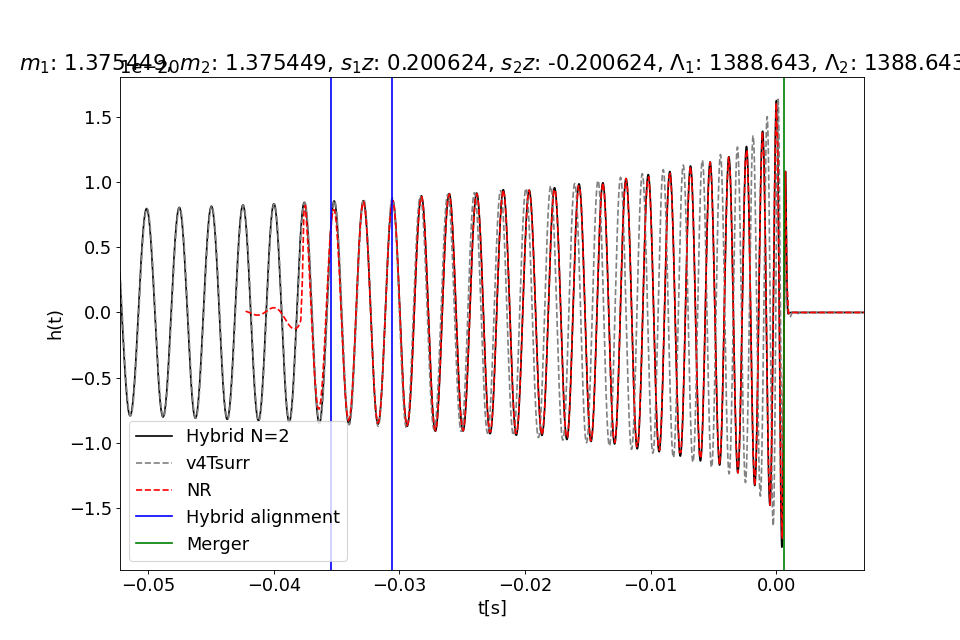 m₁: 1.375449, m₂: 1.375449, s₁z: 0.200624, s₂z: -0.200624, Λ₁: 1388.643, Λ₂: 1388.643
1e−20
1.5
1.0
0.5
0.0
−0.5
−1.0
−1.5
h(t)
Hybrid N=2
v4Tsurr
NR
Hybrid alignment
Merger
−0.05 −0.04 −0.03 −0.02 −0.01 0.00
t[s]